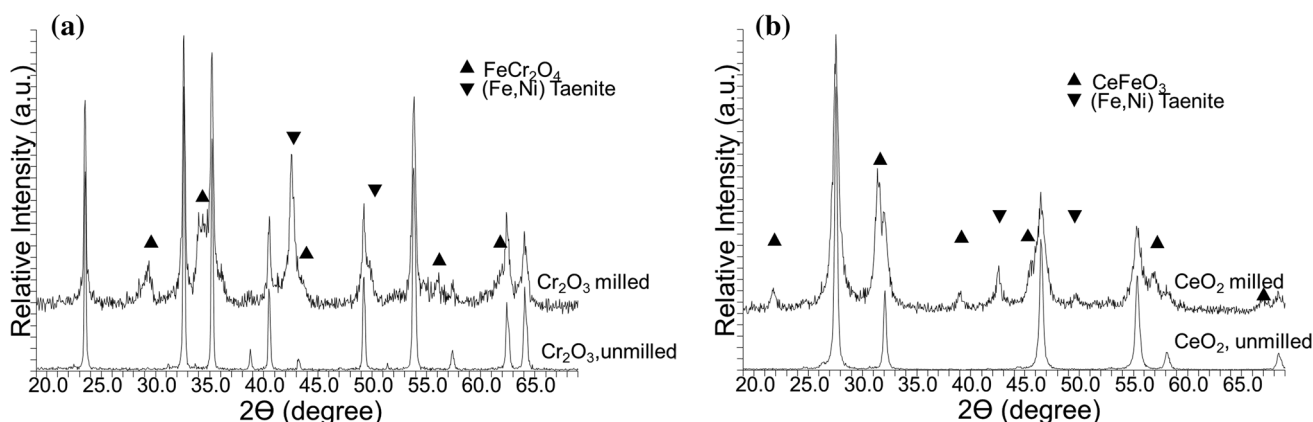 (a)
Relative Intensity (a.u.)
▲ FeCr₂O₄
▼ (Fe,Ni) Taenite
Cr₂O₃ milled
Cr₂O₃,unmilled
20.0 25.0 30.0 35.0 40.0 45.0 50.0 55.0 60.0 65.0
2Θ (degree)
(b)
Relative Intensity (a.u.)
▲ CeFeO₃
▼ (Fe,Ni) Taenite
CeO₂ milled
CeO₂, unmilled
20.0 25.0 30.0 35.0 40.0 45.0 50.0 55.0 60.0 65.0
2Θ (degree)